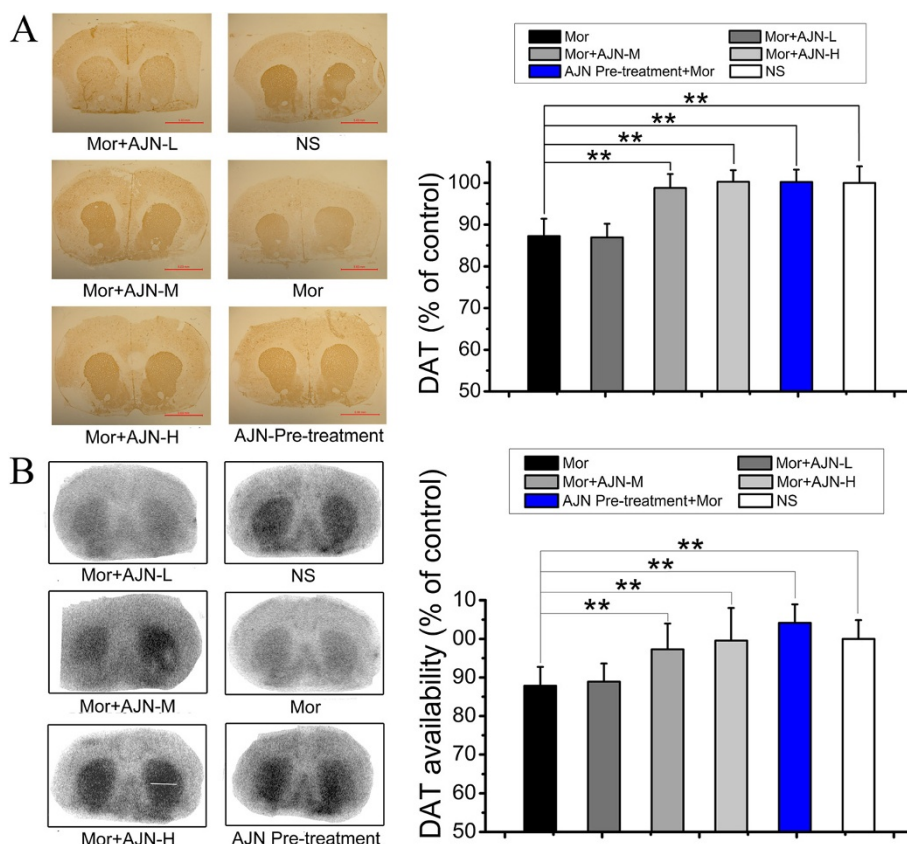 A
Mor+AJN-L
NS
Mor+AJN-M
Mor
Mor+AJN-H
AJN-Pre-treatment
Mor
Mor+AJN-L
Mor+AJN-M
Mor+AJN-H
AJN Pre-treatment+Mor
NS
**
**
**
**
DAT (% of control)
100
90
80
70
60
50
B
Mor+AJN-L
NS
Mor+AJN-M
Mor
Mor+AJN-H
AJN Pre-treatment
Mor
Mor+AJN-L
Mor+AJN-M
Mor+AJN-H
AJN Pre-treatment+Mor
NS
**
**
**
**
DAT availability (% of control)
10
00
90
80
70
60
50